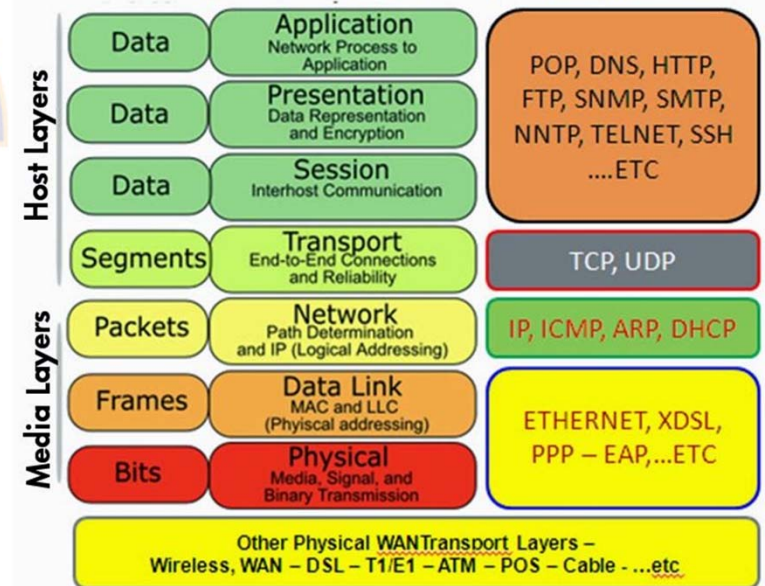 Host Layers
Data
Application
Network Process to
Application
Data
Presentation
Data Representation
and Encryption
Data
Session
Interhost Communication
POP, DNS, HTTP,
FTP, SNMP, SMTP,
NNTP, TELNET, SSH
....ETC
Segments
Transport
End-to-End Connections
and Reliability
TCP, UDP
Media Layers
Packets
Network
Path Determination
and IP (Logical Addressing)
IP, ICMP, ARP, DHCP
Frames
Data Link
MAC and LLC
(Phyiscal addressing)
Bits
Physical
Media, Signal, and
Binary Transmission
ETHERNET, XDSL,
PPP – EAP,...ETC
Other Physical WANTransport Layers –
Wireless, WAN – DSL – T1/E1 – ATM – POS – Cable - ...etc